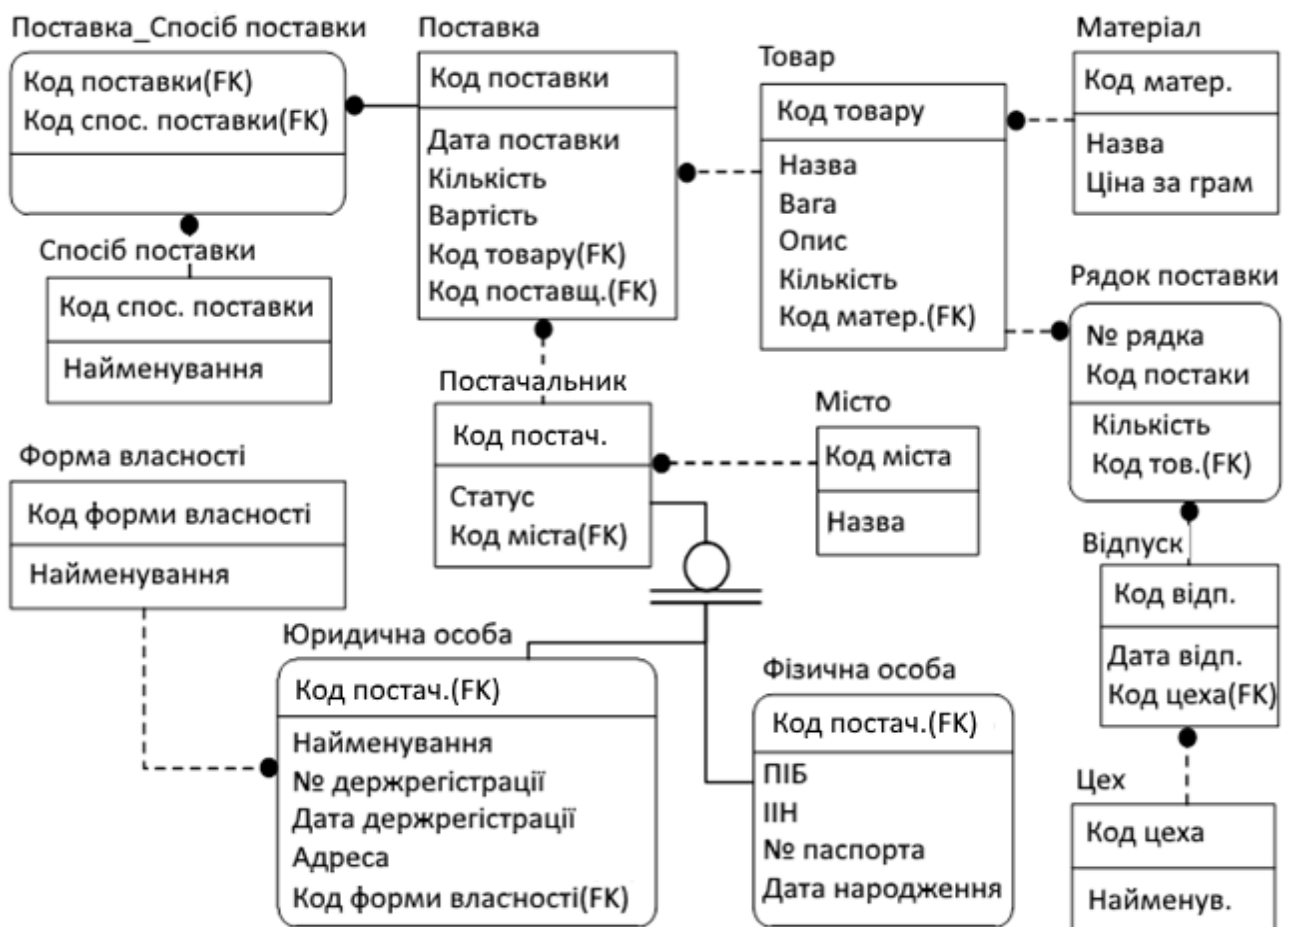 Поставка_Спосіб поставки
Код поставки(FK)
Код спос. поставки(FK)
Поставка
Код поставки
Дата поставки
Кількість
Вартість
Код товару(FK)
Код поставщ.(FK)
Товар
Код товару
Назва
Вага
Опис
Кількість
Код матер.(FK)
Матеріал
Код матер.
Назва
Ціна за грам
Спосіб поставки
Код спос. поставки
Найменування
Рядок поставки
№ рядка
Код постаки
Кількість
Код тов.(FK)
Постачальник
Код постач.
Статус
Код міста(FK)
Місто
Код міста
Назва
Форма власності
Код форми власності
Найменування
Відпуск
Код відп.
Дата відп.
Код цеха(FK)
Юридична особа
Код постач.(FK)
Найменування
№ держрегістрації
Дата держрегістрації
Адреса
Код форми власності(FK)
Фізична особа
Код постач.(FK)
ПІБ
ІІН
№ паспорта
Дата народження
Цех
Код цеха
Найменув.